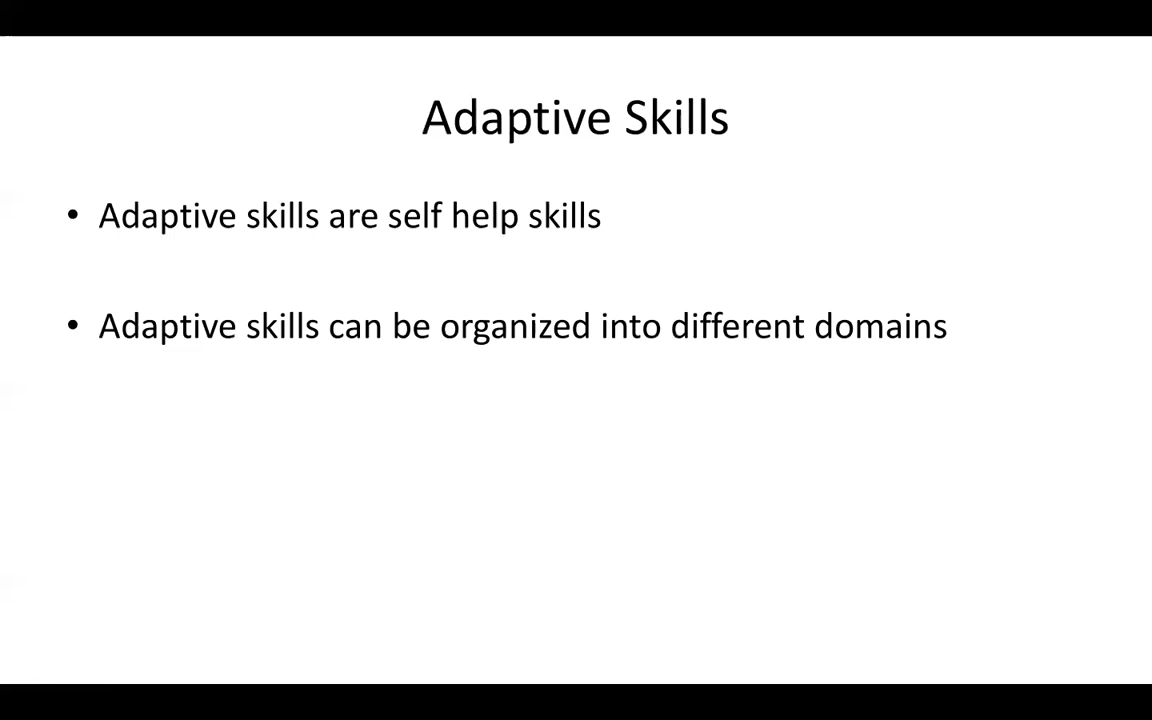 Adaptive Skills
• Adaptive skills are self help skills
• Adaptive skills can be organized into different domains